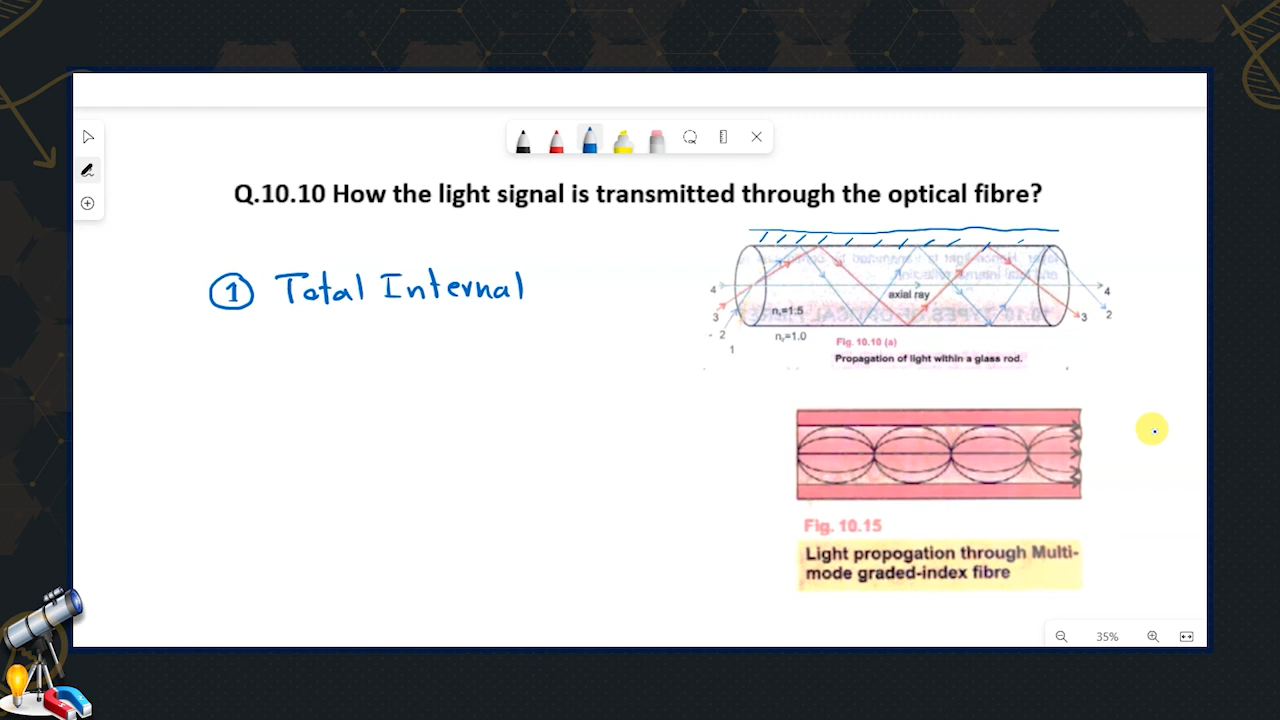 Q.10.10 How the light signal is transmitted through the optical fibre?
① Total Internal
4
3
- 2
1
axial ray
4
3
2
n₁=1.5
n₂=1.0
Fig. 10.10 (a)
Propagation of light within a glass rod.
Fig. 10.15
Light propogation through Multi-
mode graded-index fibre
35%